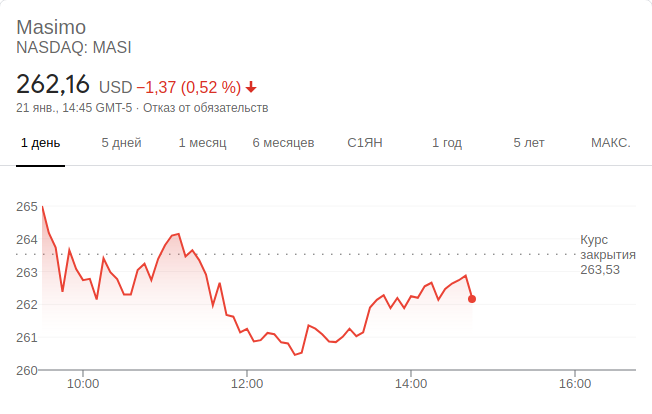 Masimo
NASDAQ: MASI
262,16 USD −1,37 (0,52 %)
21 янв., 14:45 GMT-5 · Отказ от обязательств
1 день 5 дней 1 месяц 6 месяцев С1ЯН 1 год 5 лет МАКС.
265
264
263
262
261
260
Курс
закрытия
263,53
10:00 12:00 14:00 16:00